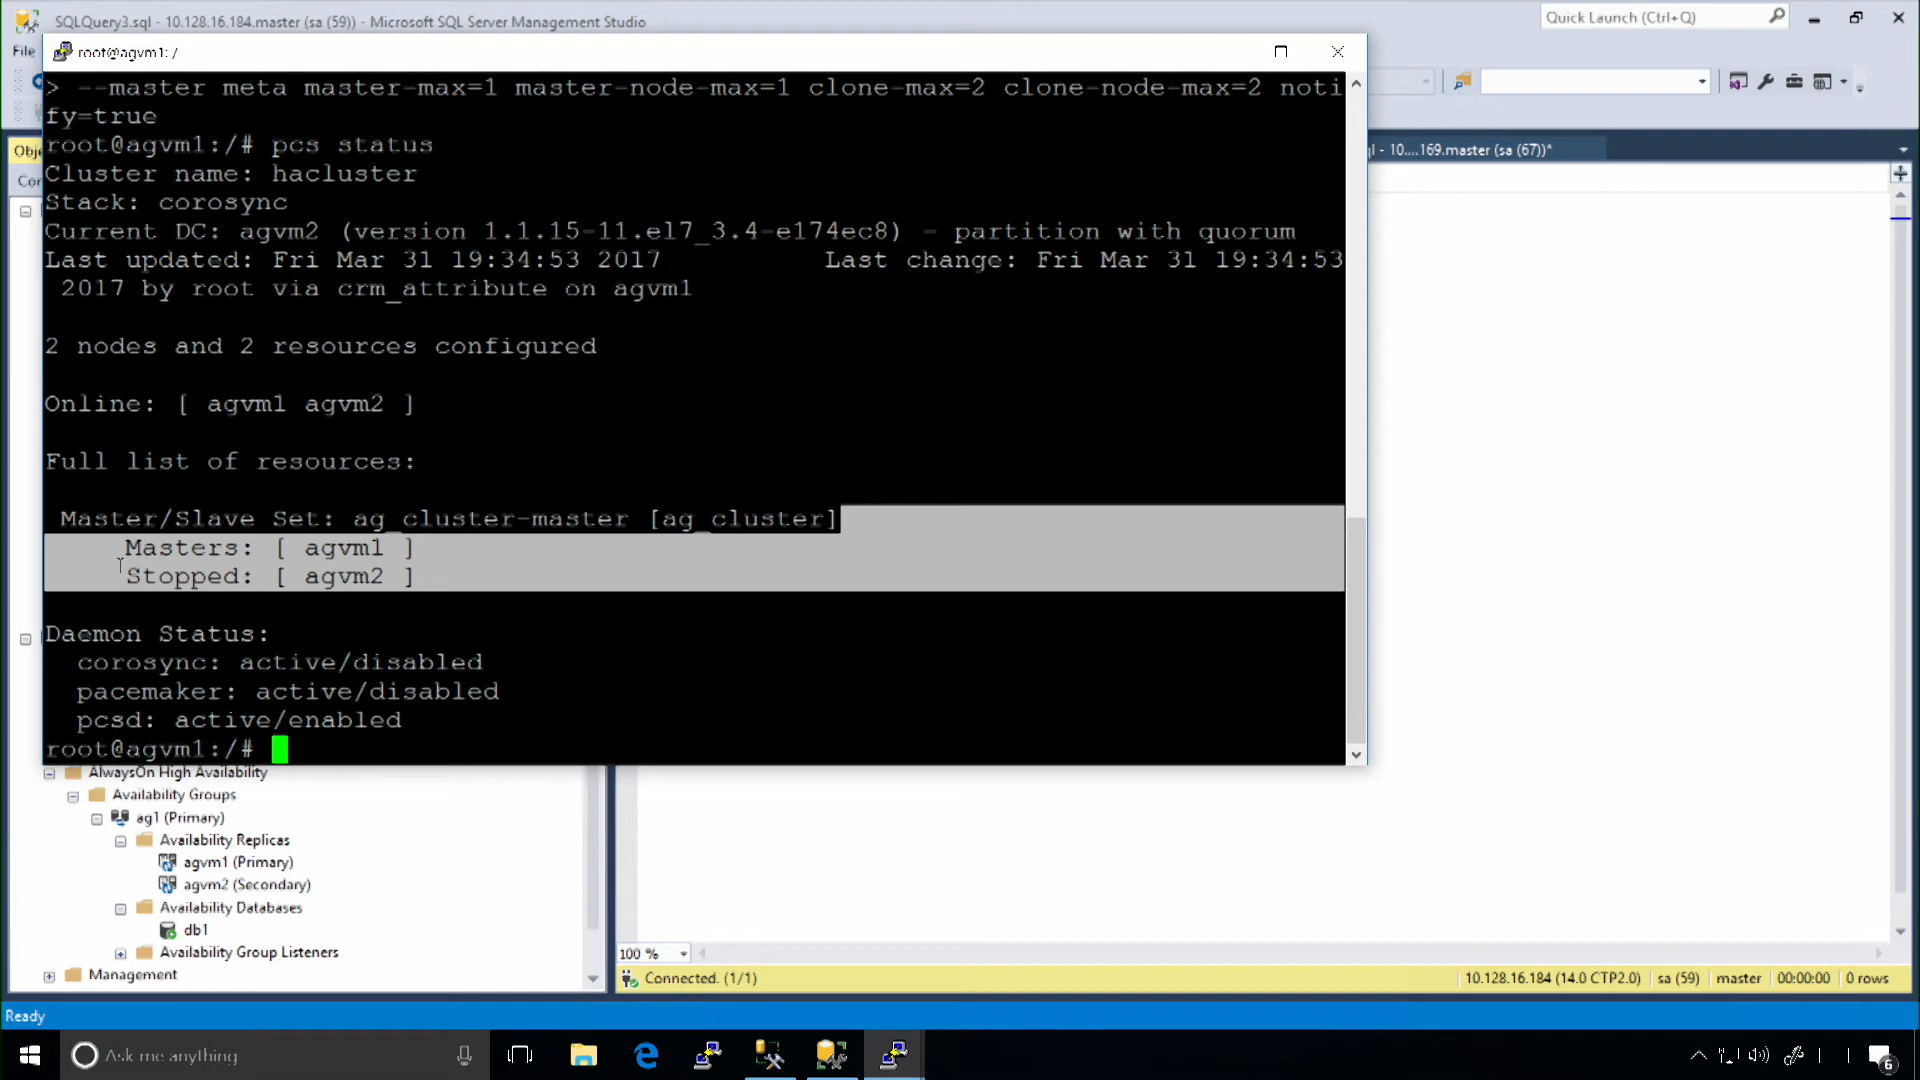 SQLQuery3.sql - 10.128.16.184.master (sa (59)) - Microsoft SQL Server Management Studio
Quick Launch (Ctrl+Q)
File
root@agvm1: /
> --master meta master-max=1 master-node-max=1 clone-max=2 clone-node-max=2 noti
fy=true
root@agvm1:/# pcs status
Obje
10....169.master (sa (67))*
Cluster name: hacluster
Con
Stack: corosync
Current DC: agvm2 (version 1.1.15-11.el7_3.4-e174ec8) - partition with quorum
Last updated: Fri Mar 31 19:34:53 2017          Last change: Fri Mar 31 19:34:53
2017 by root via crm_attribute on agvm1
2 nodes and 2 resources configured
Online: [ agvm1 agvm2 ]
Full list of resources:
Master/Slave Set: ag_cluster-master [ag_cluster]
Masters: [ agvm1 ]
Stopped: [ agvm2 ]
Daemon Status:
corosync: active/disabled
pacemaker: active/disabled
pcsd: active/enabled
root@agvm1:/#
AlwaysOn High Availability
Availability Groups
ag1 (Primary)
Availability Replicas
agvm1 (Primary)
agvm2 (Secondary)
Availability Databases
db1
Availability Group Listeners
Management
100 %
Connected. (1/1)
10.128.16.184 (14.0 CTP2.0)
sa (59)
master
00:00:00
0 rows
Ready
Ask me anything
6